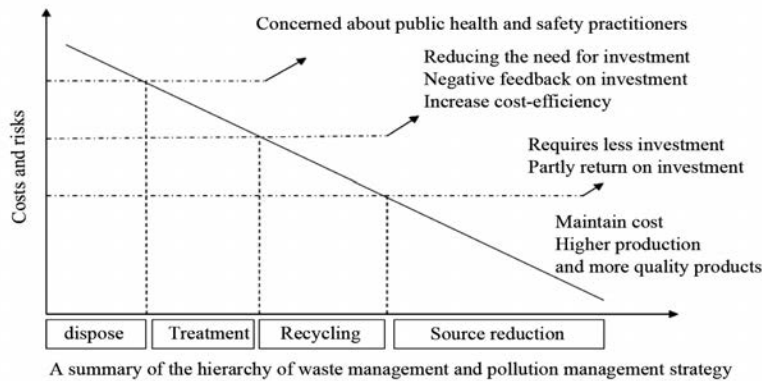 Concerned about public health and safety practitioners
Reducing the need for investment
Negative feedback on investment
Increase cost-efficiency
Requires less investment
Partly return on investment
Maintain cost
Higher production
and more quality products
Costs and risks
dispose
Treatment
Recycling
Source reduction
A summary of the hierarchy of waste management and pollution management strategy